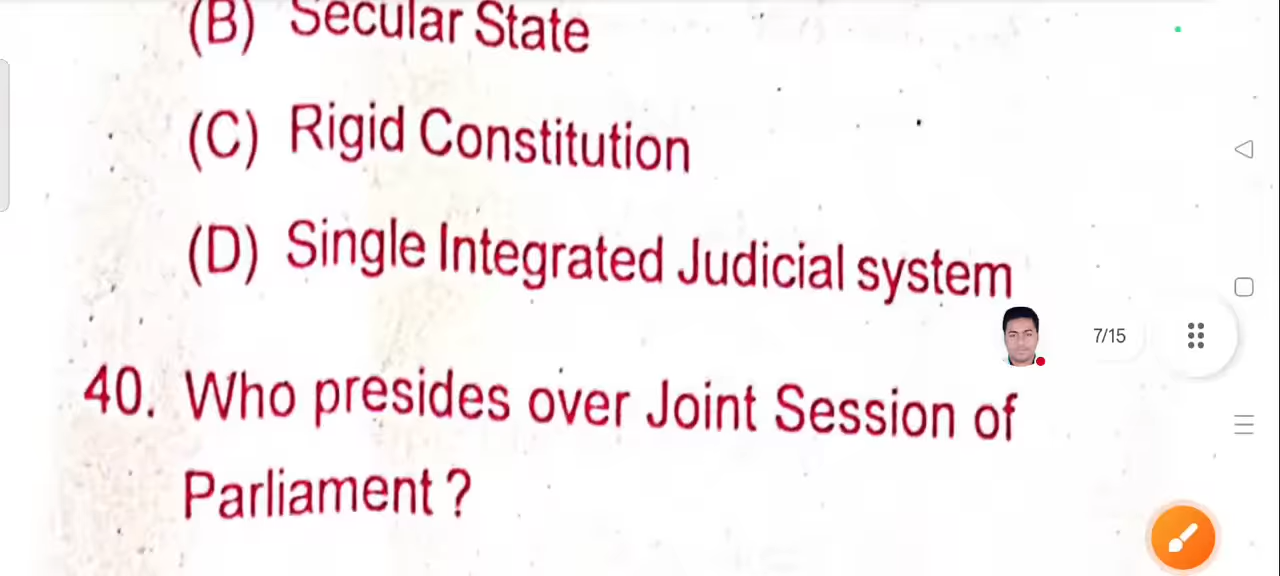 (B) Secular State
(C) Rigid Constitution
(D) Single Integrated Judicial system
7/15
40. Who presides over Joint Session of
Parliament ?